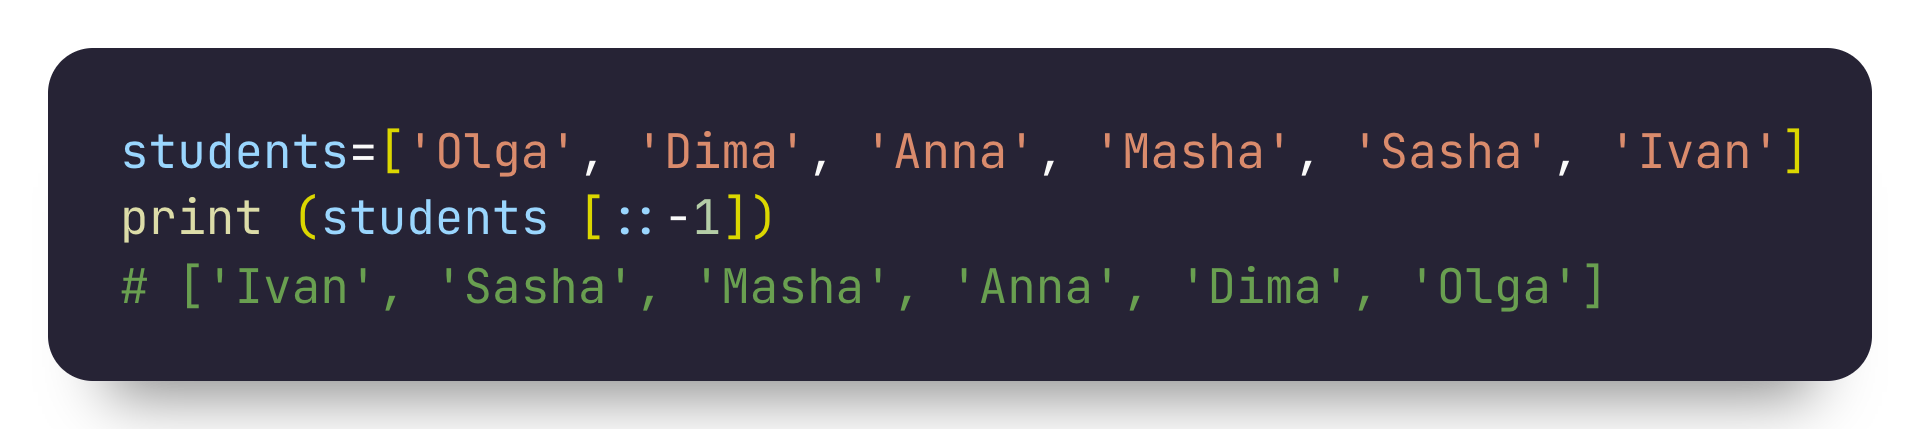 students=['Olga', 'Dima', 'Anna', 'Masha', 'Sasha', 'Ivan']
print (students [::-1])
# ['Ivan', 'Sasha', 'Masha', 'Anna', 'Dima', 'Olga']